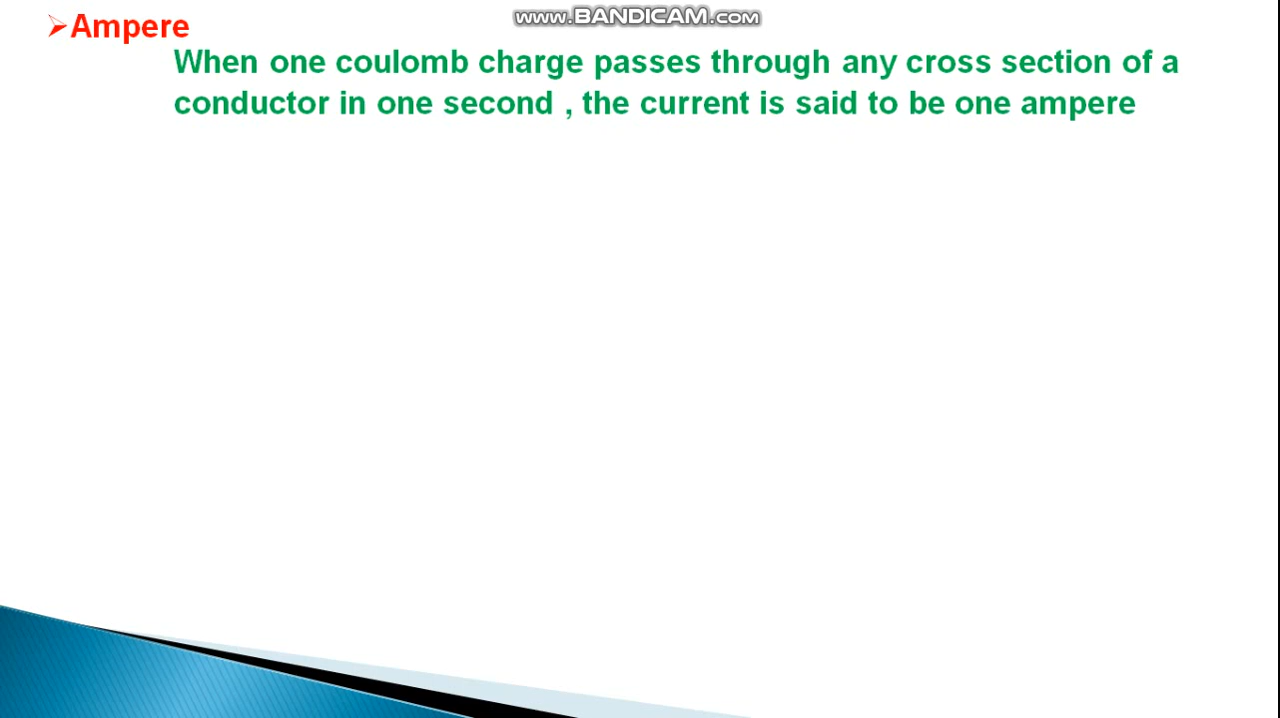 www.BANDICAM.com
➢Ampere
When one coulomb charge passes through any cross section of a
conductor in one second , the current is said to be one ampere